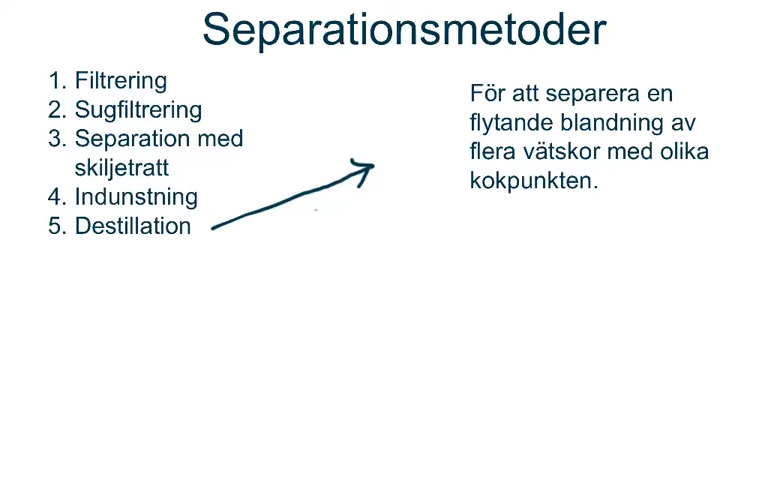 Separationsmetoder
1. Filtrering
2. Sugfiltrering
3. Separation med
skiljetratt
4. Indunstning
5. Destillation
För att separera en
flytande blandning av
flera vätskor med olika
kokpunkten.